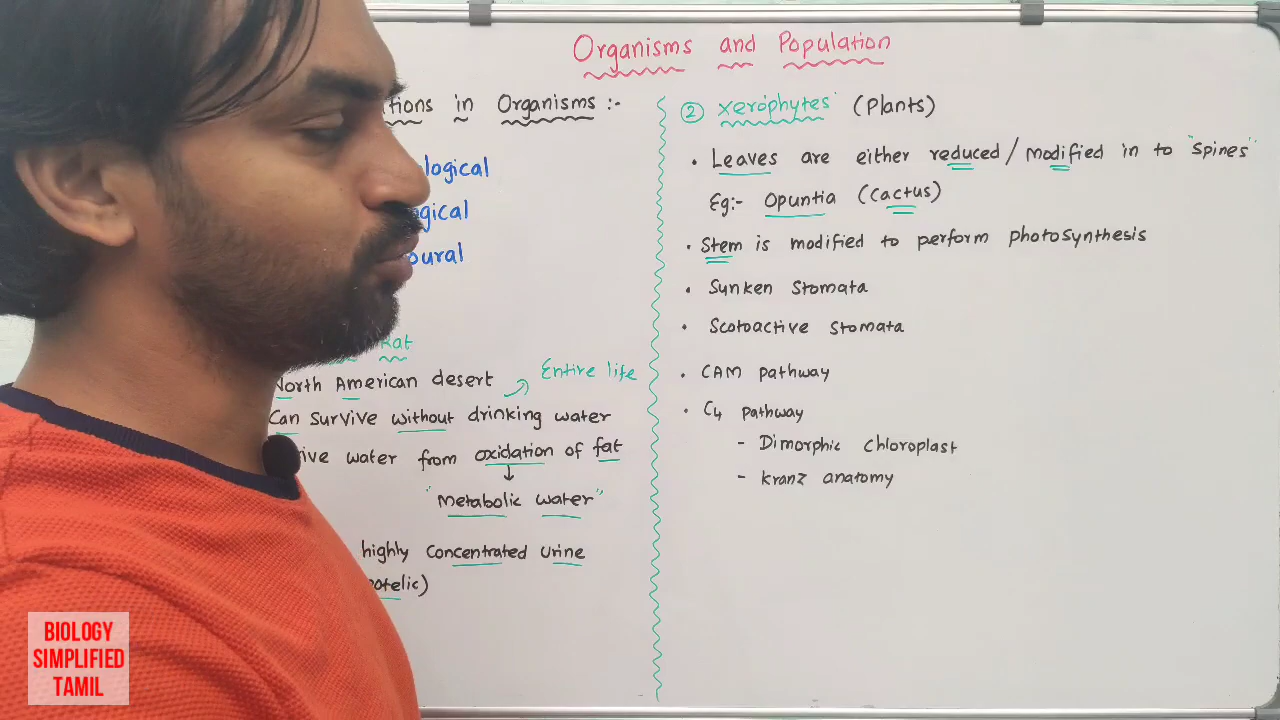 Organisms and Population
tions in Organisms :-
logical
gical
oural
Rat
North American desert
Entire life
Can survive without drinking water
ive water from oxidation of fat
"Metabolic water"
highly concentrated urine
otelic)
② Xerophytes (Plants)
• Leaves are either reduced / modified in to "spines"
Eg:- Opuntia (cactus)
• Stem is modified to perform photosynthesis
• Sunken Stomata
• Scotoactive Stomata
• CAM pathway
• C4 pathway
- Dimorphic chloroplast
- kranz anatomy
BIOLOGY
SIMPLIFIED
TAMIL